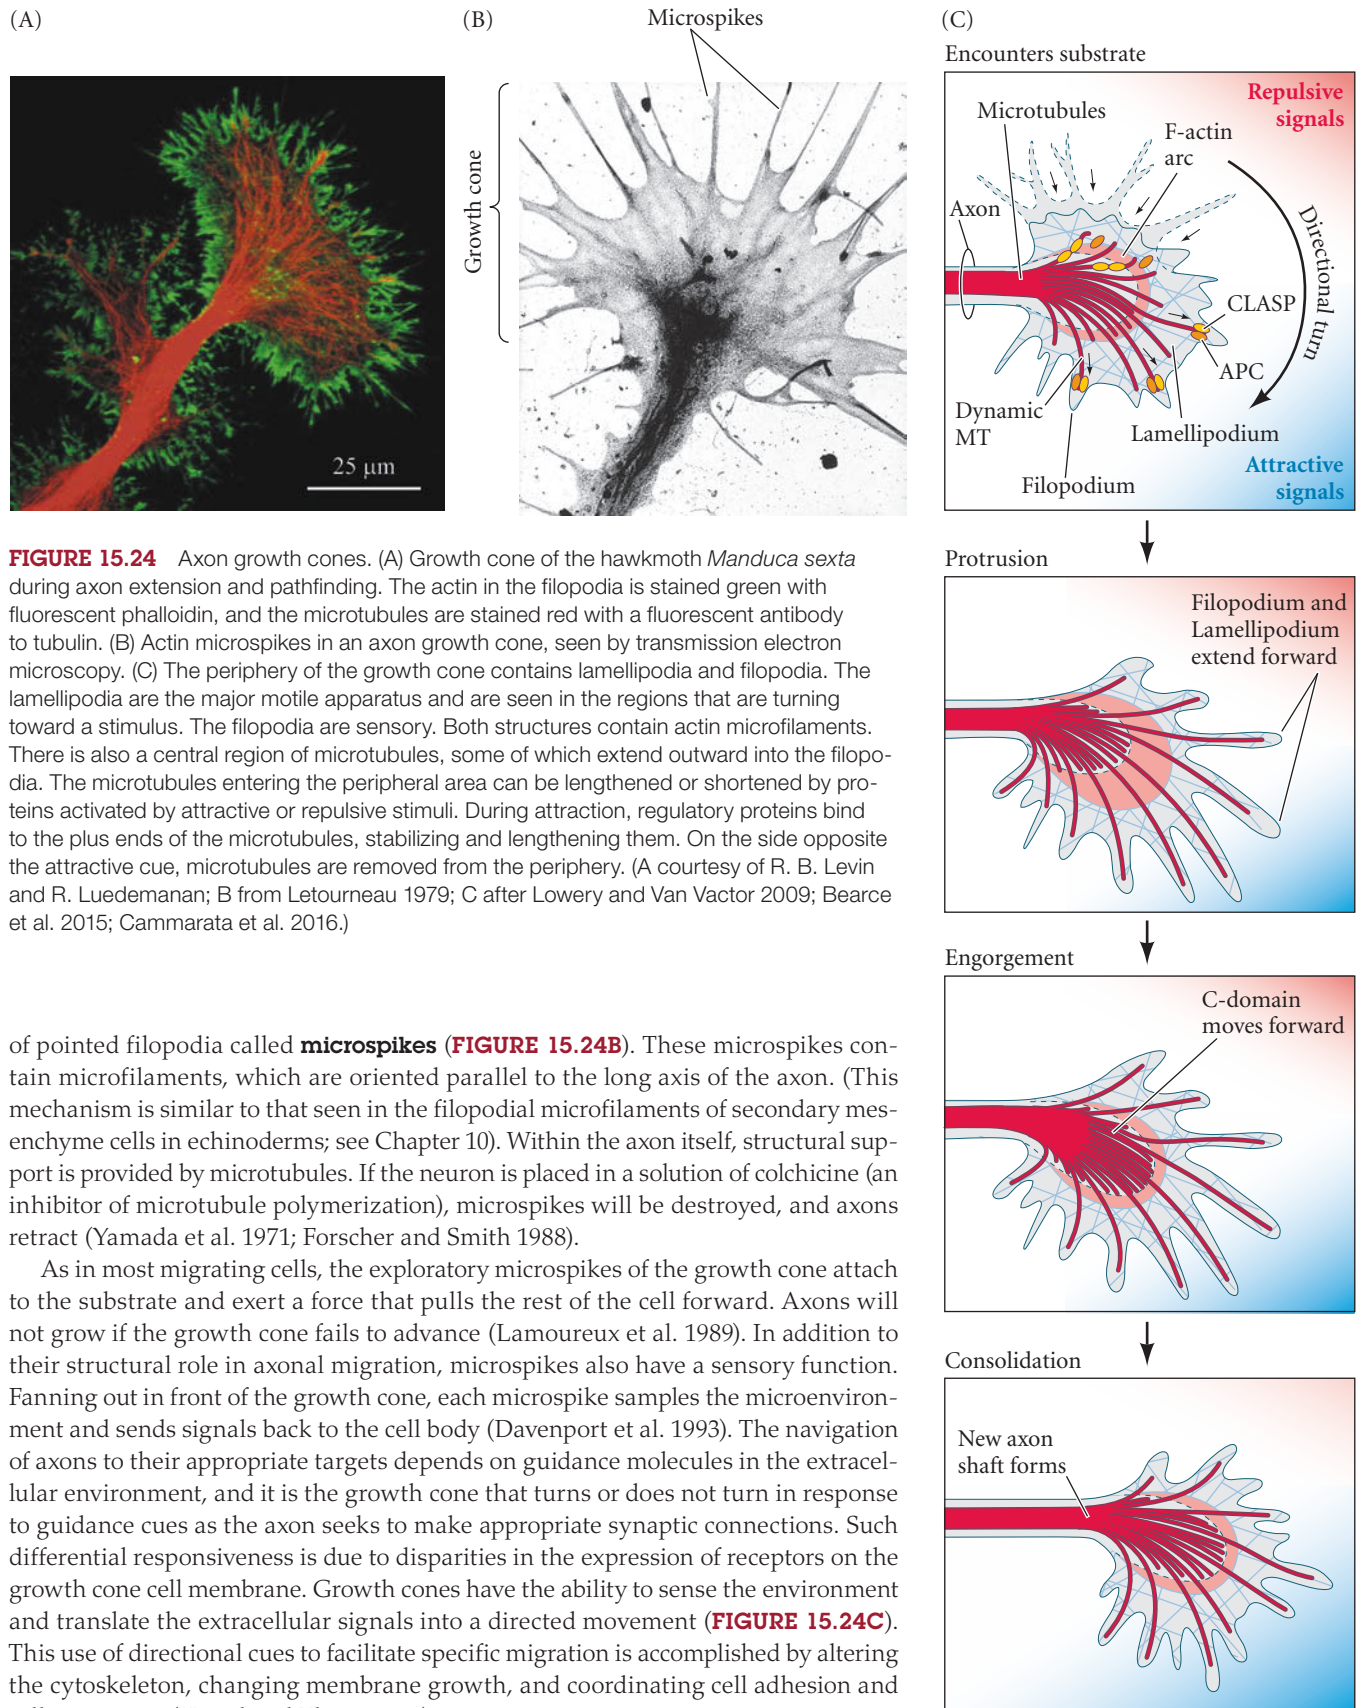 (A)
(B)
Microspikes
Growth cone
25 µm
(C)
Encounters substrate
Repulsive
signals
Microtubules
F-actin
arc
Axon
Directional turn
CLASP
APC
Dynamic
MT
Lamellipodium
Filopodium
Attractive
signals
Protrusion
Filopodium and
Lamellipodium
extend forward
Engorgement
C-domain
moves forward
Consolidation
New axon
shaft forms
FIGURE 15.24 Axon growth cones. (A) Growth cone of the hawkmoth Manduca sexta
during axon extension and pathfinding. The actin in the filopodia is stained green with
fluorescent phalloidin, and the microtubules are stained red with a fluorescent antibody
to tubulin. (B) Actin microspikes in an axon growth cone, seen by transmission electron
microscopy. (C) The periphery of the growth cone contains lamellipodia and filopodia. The
lamellipodia are the major motile apparatus and are seen in the regions that are turning
toward a stimulus. The filopodia are sensory. Both structures contain actin microfilaments.
There is also a central region of microtubules, some of which extend outward into the filopo-
dia. The microtubules entering the peripheral area can be lengthened or shortened by pro-
teins activated by attractive or repulsive stimuli. During attraction, regulatory proteins bind
to the plus ends of the microtubules, stabilizing and lengthening them. On the side opposite
the attractive cue, microtubules are removed from the periphery. (A courtesy of R. B. Levin
and R. Luedemanan; B from Letourneau 1979; C after Lowery and Van Vactor 2009; Bearce
et al. 2015; Cammarata et al. 2016.)
of pointed filopodia called microspikes (FIGURE 15.24B). These microspikes con-
tain microfilaments, which are oriented parallel to the long axis of the axon. (This
mechanism is similar to that seen in the filopodial microfilaments of secondary mes-
enchyme cells in echinoderms; see Chapter 10). Within the axon itself, structural sup-
port is provided by microtubules. If the neuron is placed in a solution of colchicine (an
inhibitor of microtubule polymerization), microspikes will be destroyed, and axons
retract (Yamada et al. 1971; Forscher and Smith 1988).
As in most migrating cells, the exploratory microspikes of the growth cone attach
to the substrate and exert a force that pulls the rest of the cell forward. Axons will
not grow if the growth cone fails to advance (Lamoureux et al. 1989). In addition to
their structural role in axonal migration, microspikes also have a sensory function.
Fanning out in front of the growth cone, each microspike samples the microenviron-
ment and sends signals back to the cell body (Davenport et al. 1993). The navigation
of axons to their appropriate targets depends on guidance molecules in the extracel-
lular environment, and it is the growth cone that turns or does not turn in response
to guidance cues as the axon seeks to make appropriate synaptic connections. Such
differential responsiveness is due to disparities in the expression of receptors on the
growth cone cell membrane. Growth cones have the ability to sense the environment
and translate the extracellular signals into a directed movement (FIGURE 15.24C).
This use of directional cues to facilitate specific migration is accomplished by altering
the cytoskeleton, changing membrane growth, and coordinating cell adhesion and